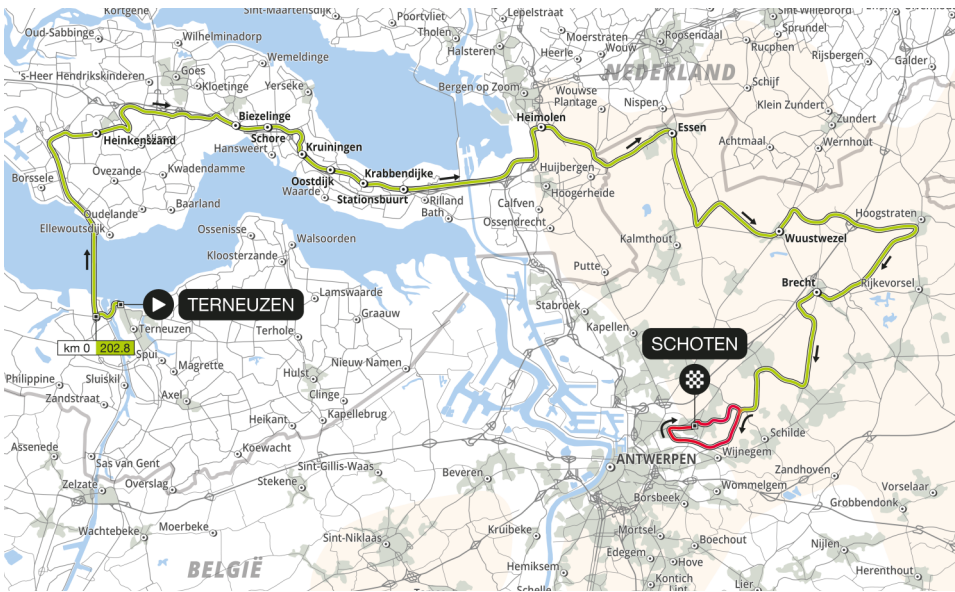 Kortgene
Sint-Maartensdijk
Poortvliet
Lepelstraat
Sint Willebrord
Oud-Sabbinge
Wilhelminadorp
Tholen
Moerstraten
Roosendaal
Sprundel
Halsteren
Heerle
Wouw
Rucphen
Rijsbergen
Galder
Wemeldinge
's-Heer Hendrikskinderen
Goes
Kloetinge
Yerseke
Bergen op Zoom
NEDERLAND
Wouwse
Plantage
Schijf
Nispen
Klein Zundert
Zundert
Heinkenszand
Biezelinge
Schore
Heimolen
Essen
Achtmaal
Wernhout
Hansweert
Kruiningen
Borssele
Ovezande
Kwadendamme
Oostdijk
Krabbendijke
Huijbergen
Waarde
Stationsbuurt
Rilland
Bath
Calfven
Hoogerheide
Oudelande
Baarland
Ossendrecht
Hoogstraten
Ellewoutsdijk
Ossenisse
Walsoorden
Kalmthout
Wuustwezel
Kloosterzande
Putte
Brecht
Rijkevorsel
TERNEUZEN
Lamswaarde
Graauw
Stabroek
Terneuzen
Terhole
Kapellen
km 0 202.8
Spui
SCHOTEN
Magrette
Nieuw Namen
Philippine
Sluiskil
Hulst
Zandstraat
Axel
Clinge
Heikant
Kapellebrug
Assenede
Koewacht
Schilde
Sas van Gent
Sint-Gillis-Waas
ANTWERPEN
Wijnegem
Zandhoven
Zelzate
Overslag
Stekene
Beveren
Wommelgem
Vorselaar
Borsbeek
Grobbendonk
Wachtebeke
Moerbeke
Kruibeke
Mortsel
Sint-Niklaas
Boechout
Nijlen
Edegem
BELGIË
Hemiksem
Hove
Herenthout
Kontich
Schelle
Lint
Lier